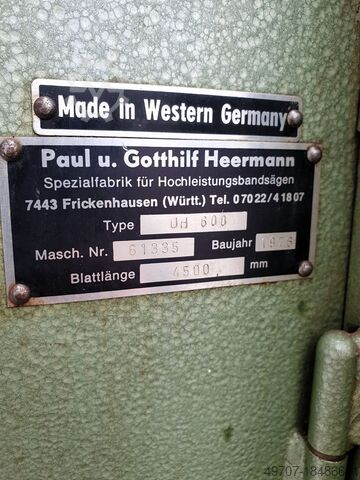 Made in Western Germany
Paul u. Gotthilf Heermann
Spezialfabrik für Hochleistungsbandsägen
7443 Frickenhausen (Württ.) Tel. 07022/41807
Type UH 600
Masch. Nr. 61335 Baujahr
Blattlänge 4500 mm